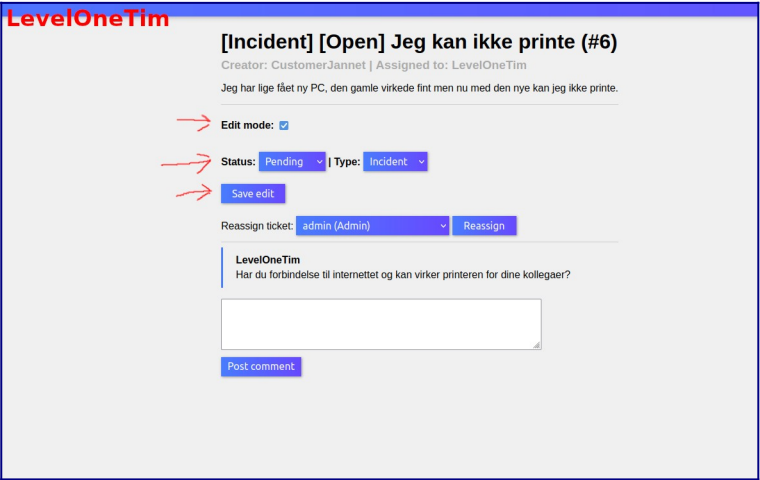 LevelOneTim
[Incident] [Open] Jeg kan ikke printe (#6)
Creator: CustomerJannet | Assigned to: LevelOneTim
Jeg har lige fået ny PC, den gamle virkede fint men nu med den nye kan jeg ikke printe.
Edit mode:
Status: Pending | Type: Incident
Save edit
Reassign ticket: admin (Admin) Reassign
LevelOneTim
Har du forbindelse til internettet og kan virker printeren for dine kollegaer?
Post comment